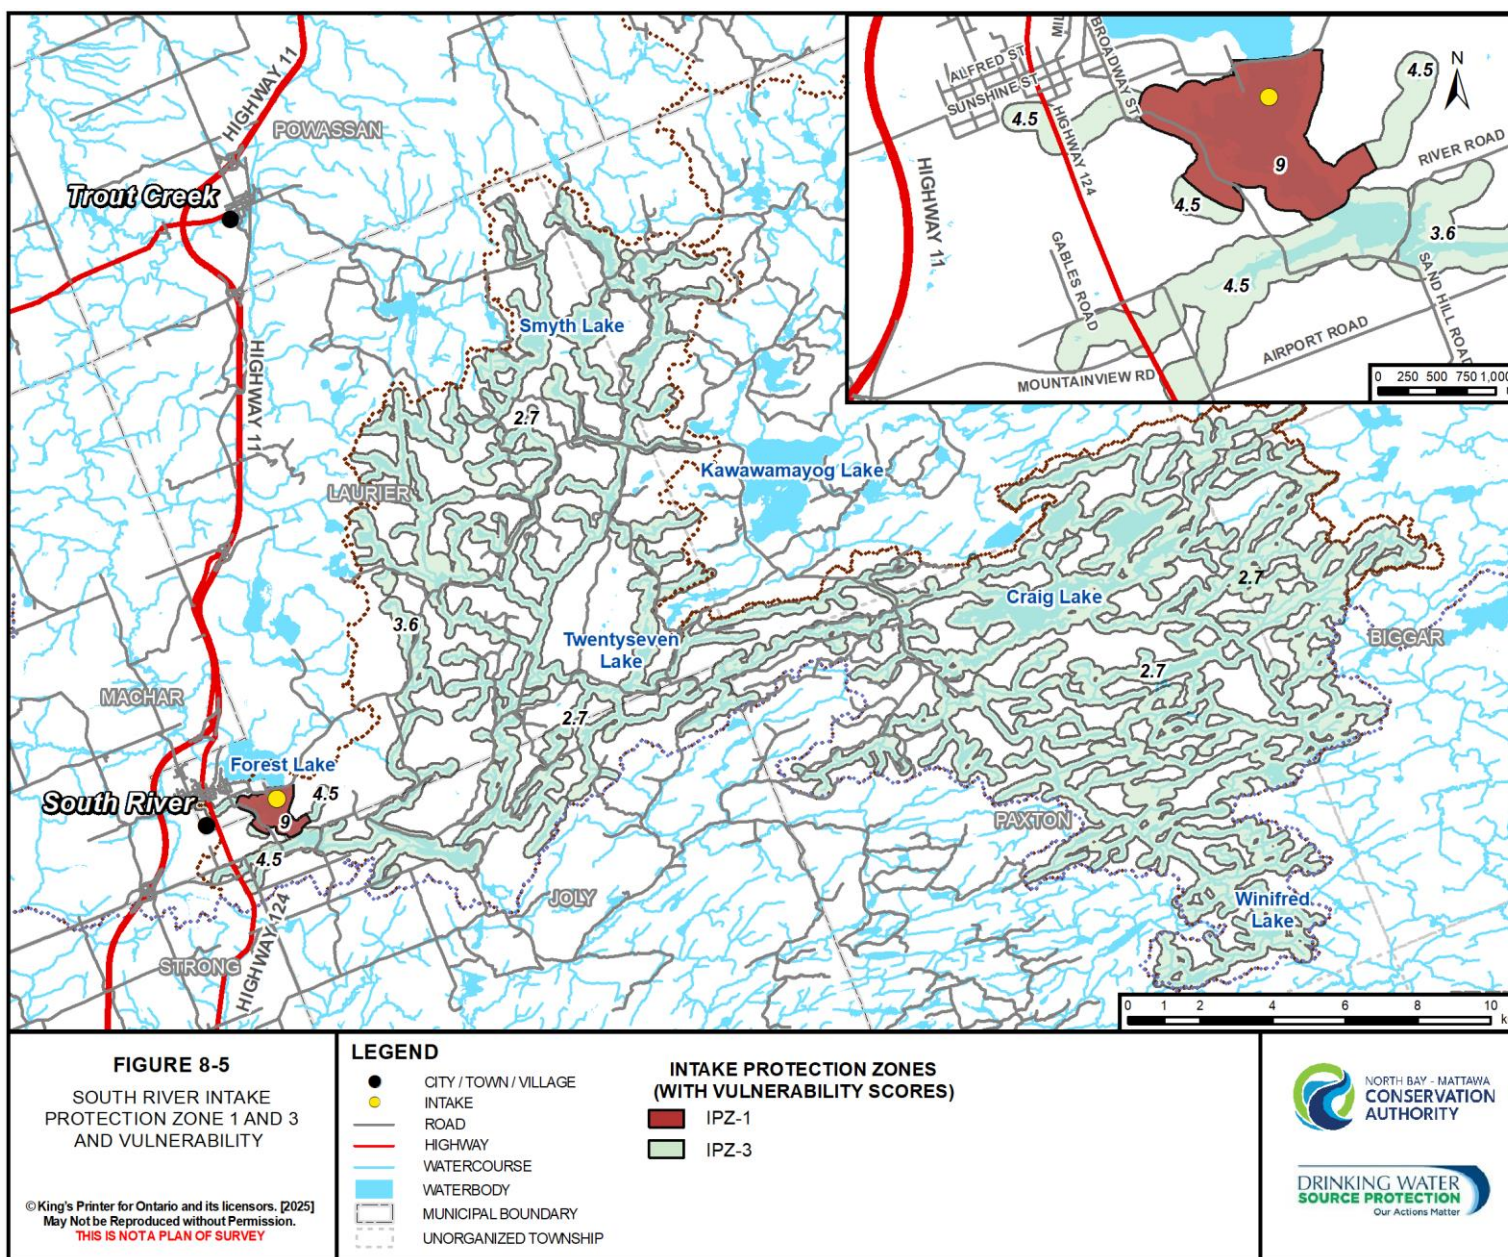 HIGHWAY 11
POWASSAN
Trout Creek
HIGHWAY 11
Smyth Lake
2.7
LAURIER
Kawawamayog Lake
3.6
Twentyseven
Lake
2.7
Craig Lake
2.7
2.7
BIGGAR
MACHAR
Forest Lake
South River
4.5
9
4.5
PAXTON
JOLY
Winifred
Lake
STRONG
HIGHWAY 124
0 1 2 4 6 8 10
ALFRED ST
SUNSHINE ST
BROADWAY ST
4.5
HIGHWAY 124
HIGHWAY 11
4.5
N
RIVER ROAD
9
4.5
3.6
GABLES ROAD
4.5
SAND HILL ROAD
AIRPORT ROAD
MOUNTAINVIEW RD
0 250 500 750 1,000
FIGURE 8-5
SOUTH RIVER INTAKE
PROTECTION ZONE 1 AND 3
AND VULNERABILITY
© King's Printer for Ontario and its licensors. [2025]
May Not be Reproduced without Permission.
THIS IS NOT A PLAN OF SURVEY
LEGEND
CITY / TOWN / VILLAGE
INTAKE
ROAD
HIGHWAY
WATERCOURSE
WATERBODY
MUNICIPAL BOUNDARY
UNORGANIZED TOWNSHIP
INTAKE PROTECTION ZONES
(WITH VULNERABILITY SCORES)
IPZ-1
IPZ-3
NORTH BAY - MATTAWA
CONSERVATION
AUTHORITY
DRINKING WATER
SOURCE PROTECTION
Our Actions Matter